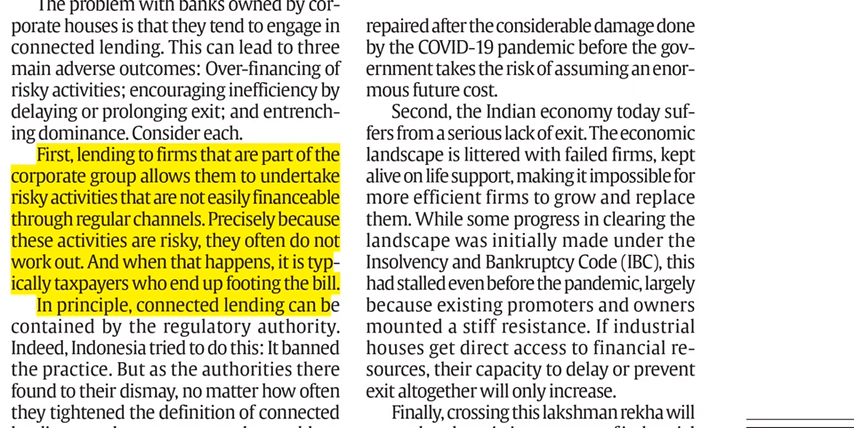 The problem with banks owned by cor-
porate houses is that they tend to engage in
connected lending. This can lead to three
main adverse outcomes: Over-financing of
risky activities; encouraging inefficiency by
delaying or prolonging exit; and entrench-
ing dominance. Consider each.
First, lending to firms that are part of the
corporate group allows them to undertake
risky activities that are not easily financeable
through regular channels. Precisely because
these activities are risky, they often do not
work out. And when that happens, it is typ-
ically taxpayers who end up footing the bill.
In principle, connected lending can be
contained by the regulatory authority.
Indeed, Indonesia tried to do this: It banned
the practice. But as the authorities there
found to their dismay, no matter how often
they tightened the definition of connected
repaired after the considerable damage done
by the COVID-19 pandemic before the gov-
ernment takes the risk of assuming an enor-
mous future cost.
Second, the Indian economy today suf-
fers from a serious lack of exit. The economic
landscape is littered with failed firms, kept
alive on life support, making it impossible for
more efficient firms to grow and replace
them. While some progress in clearing the
landscape was initially made under the
Insolvency and Bankruptcy Code (IBC), this
had stalled even before the pandemic, largely
because existing promoters and owners
mounted a stiff resistance. If industrial
houses get direct access to financial re-
sources, their capacity to delay or prevent
exit altogether will only increase.
Finally, crossing this lakshman rekha will